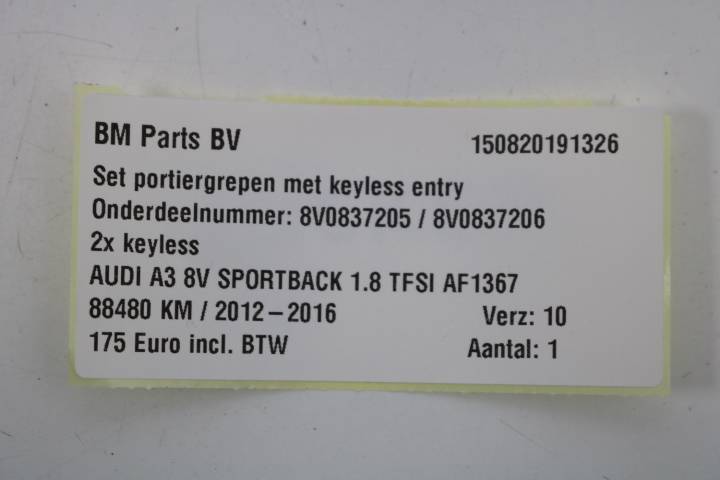 BM Parts BV 150820191326
Set portiergrepen met keyless entry
Onderdeelnummer: 8V0837205 / 8V0837206
2x keyless
AUDI A3 8V SPORTBACK 1.8 TFSI AF1367
88480 KM / 2012–2016 Verz: 10
175 Euro incl. BTW Aantal: 1